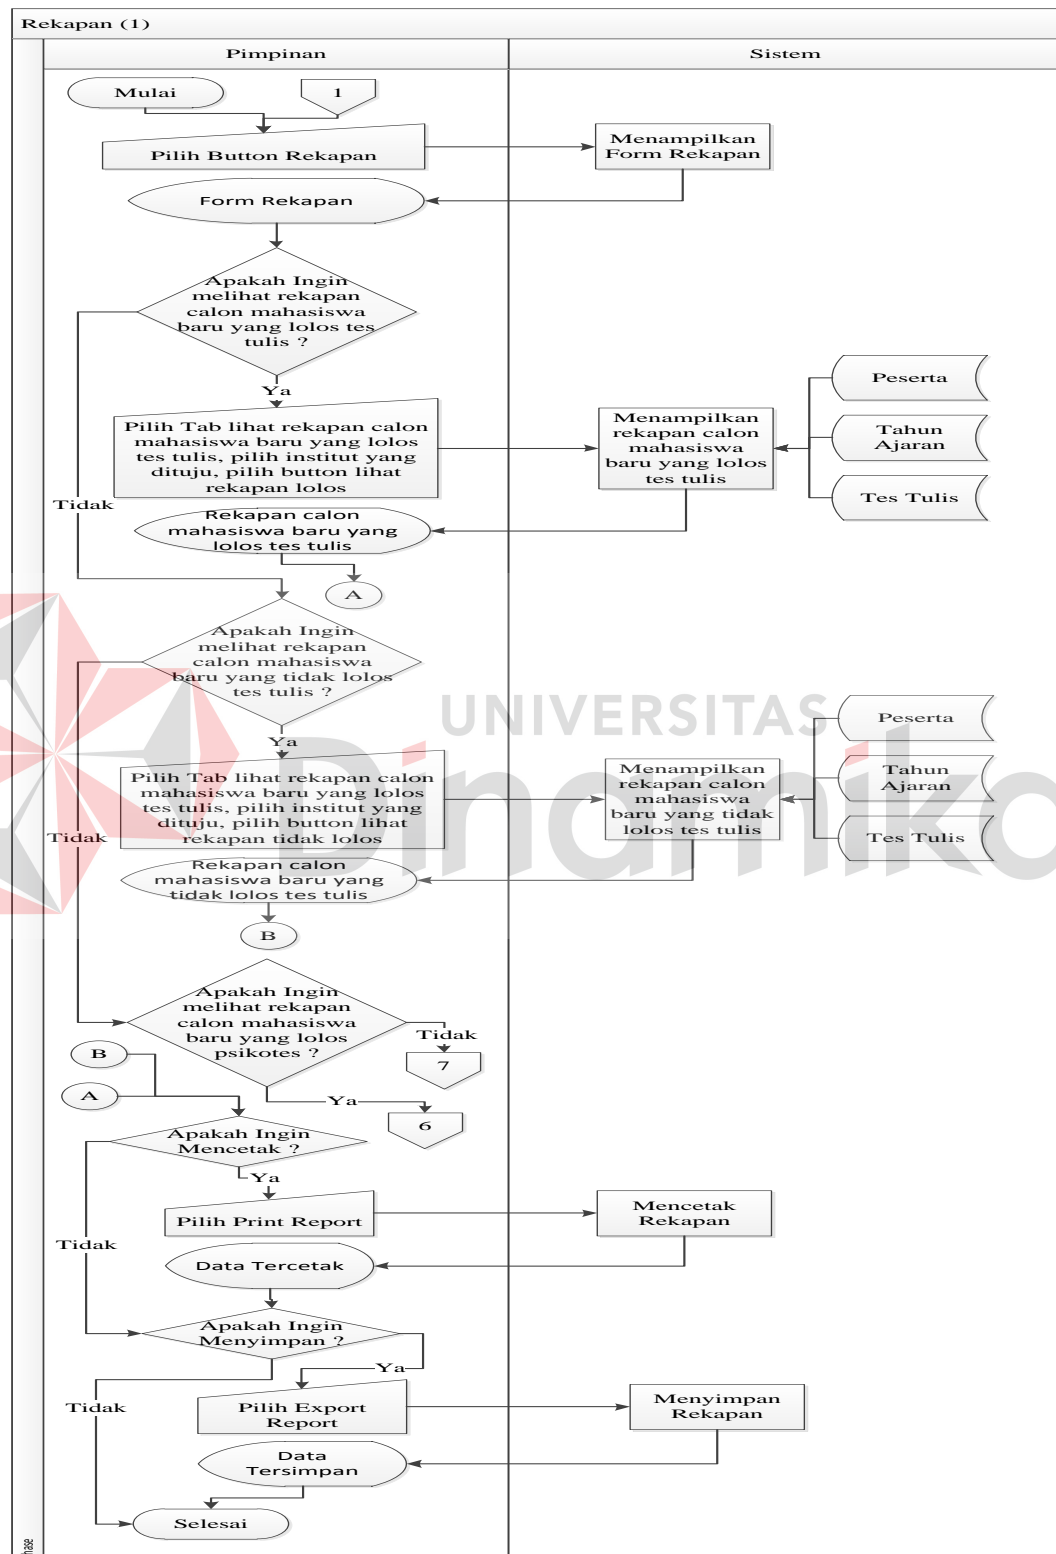 Rekapan (1)
Pimpinan
Sistem
Mulai
1
Pilih Button Rekapan
Menampilkan
Form Rekapan
Form Rekapan
Apakah Ingin
melihat rekapan
calon mahasiswa
baru yang lolos tes
tulis ?
Ya
Tidak
Pilih Tab lihat rekapan calon
mahasiswa baru yang lolos
tes tulis, pilih institut yang
dituju, pilih button lihat
rekapan lolos
Menampilkan
rekapan calon
mahasiswa
baru yang lolos
tes tulis
Peserta
Tahun
Ajaran
Tes Tulis
Rekapan calon
mahasiswa baru yang
lolos tes tulis
A
Apakah Ingin
melihat rekapan
calon mahasiswa
baru yang tidak lolos
tes tulis ?
Ya
Tidak
Pilih Tab lihat rekapan calon
mahasiswa baru yang lolos
tes tulis, pilih institut yang
dituju, pilih button lihat
rekapan tidak lolos
Menampilkan
rekapan calon
mahasiswa
baru yang tidak
lolos tes tulis
Peserta
Tahun
Ajaran
Tes Tulis
Rekapan calon
mahasiswa baru yang
tidak lolos tes tulis
B
Apakah Ingin
melihat rekapan
calon mahasiswa
baru yang lolos
psikotes ?
Tidak
7
Ya
6
B
A
Apakah Ingin
Mencetak ?
Ya
Tidak
Pilih Print Report
Mencetak
Rekapan
Data Tercetak
Apakah Ingin
Menyimpan ?
Ya
Tidak
Pilih Export
Report
Menyimpan
Rekapan
Data
Tersimpan
Selesai
UNIVERSITAS
Dinamika